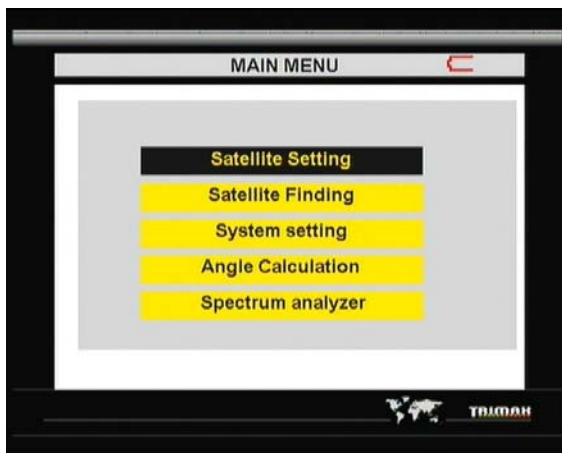 MAIN MENU
Satellite Setting
Satellite Finding
System setting
Angle Calculation
Spectrum analyzer
TRIMAX